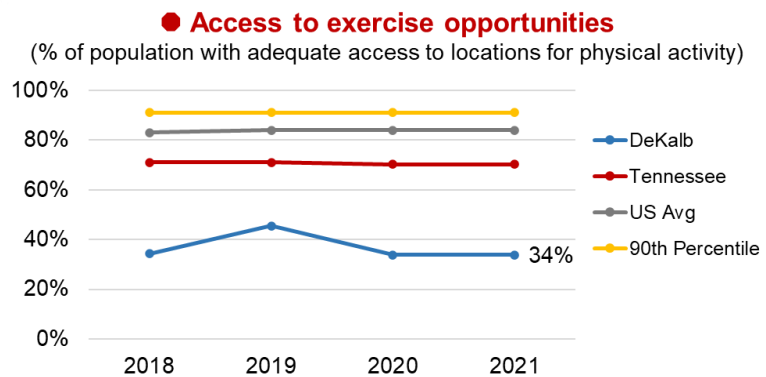 Access to exercise opportunities
(% of population with adequate access to locations for physical activity)
100%
80%
60%
40%
20%
0%
34%
2018 2019 2020 2021
DeKalb
Tennessee
US Avg
90th Percentile